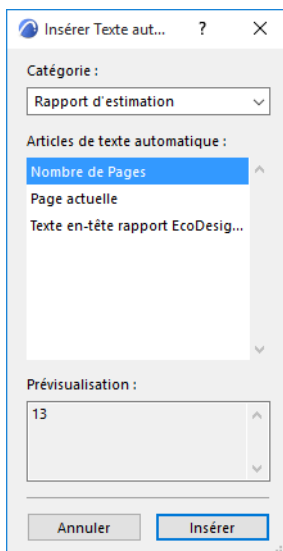 Insérer Texte aut... ?
Catégorie :
Rapport d'estimation
Articles de texte automatique :
Nombre de Pages
Page actuelle
Texte en-tête rapport EcoDesig...
Prévisualisation :
13
Annuler Insérer